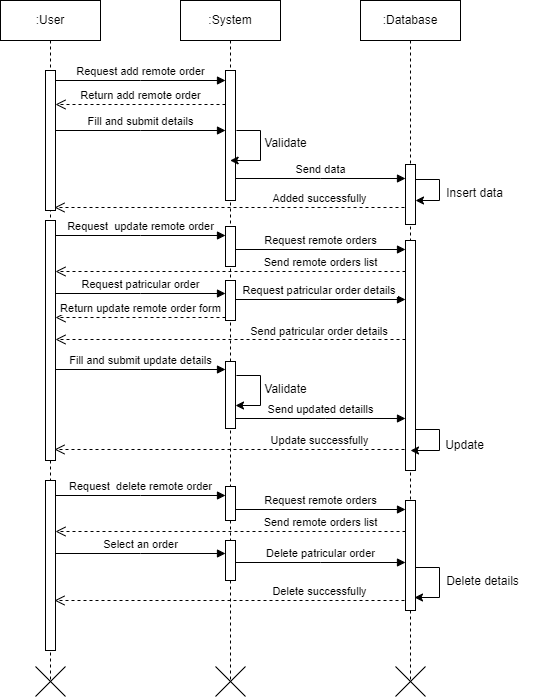 :User
:System
:Database
Request add remote order
Return add remote order
Fill and submit details
Validate
Send data
Insert data
Added successfully
Request  update remote order
Request remote orders
Send remote orders list
Request patricular order
Request patricular order details
Return update remote order form
Send patricular order details
Fill and submit update details
Validate
Send updated detaills
Update successfully
Update
Request  delete remote order
Request remote orders
Send remote orders list
Select an order
Delete patricular order
Delete details
Delete successfully